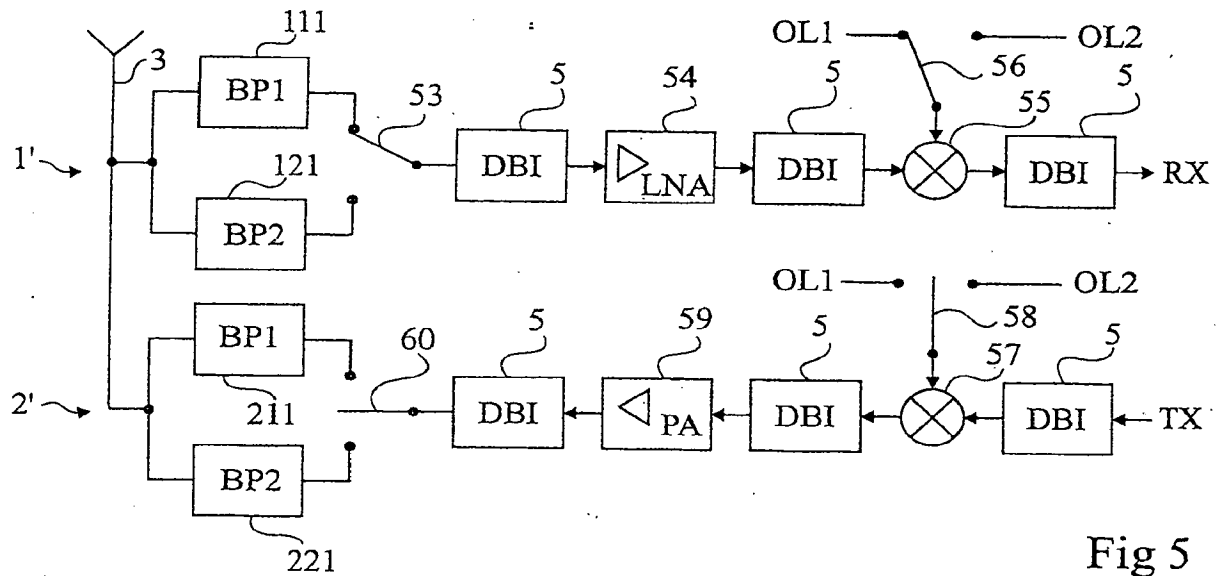 111
3
BP1
53
5
54
5
OL1
OL2
56
55
5
1'
DBI
LNA
DBI
DBI
RX
121
BP2
OL1
OL2
BP1
60
5
59
5
58
57
5
2'
211
DBI
PA
DBI
DBI
TX
BP2
221
Fig 5